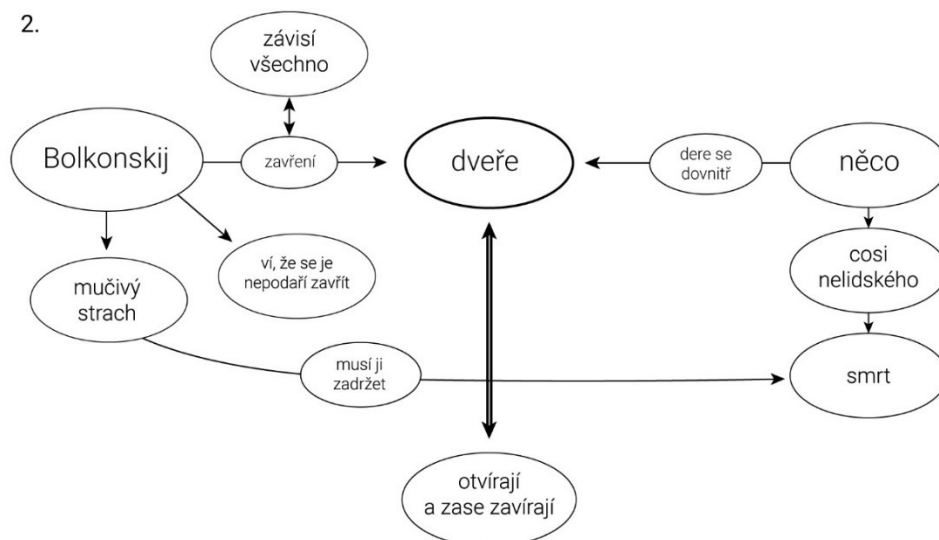 2.
závisí
všechno
Bolkonskij
zavření
dveře
dere se
dovnitř
něco
ví, že se je
nepodaří zavřít
mučivý
strach
cosi
nelidského
musí ji
zadržet
smrt
otvírají
a zase zavírají